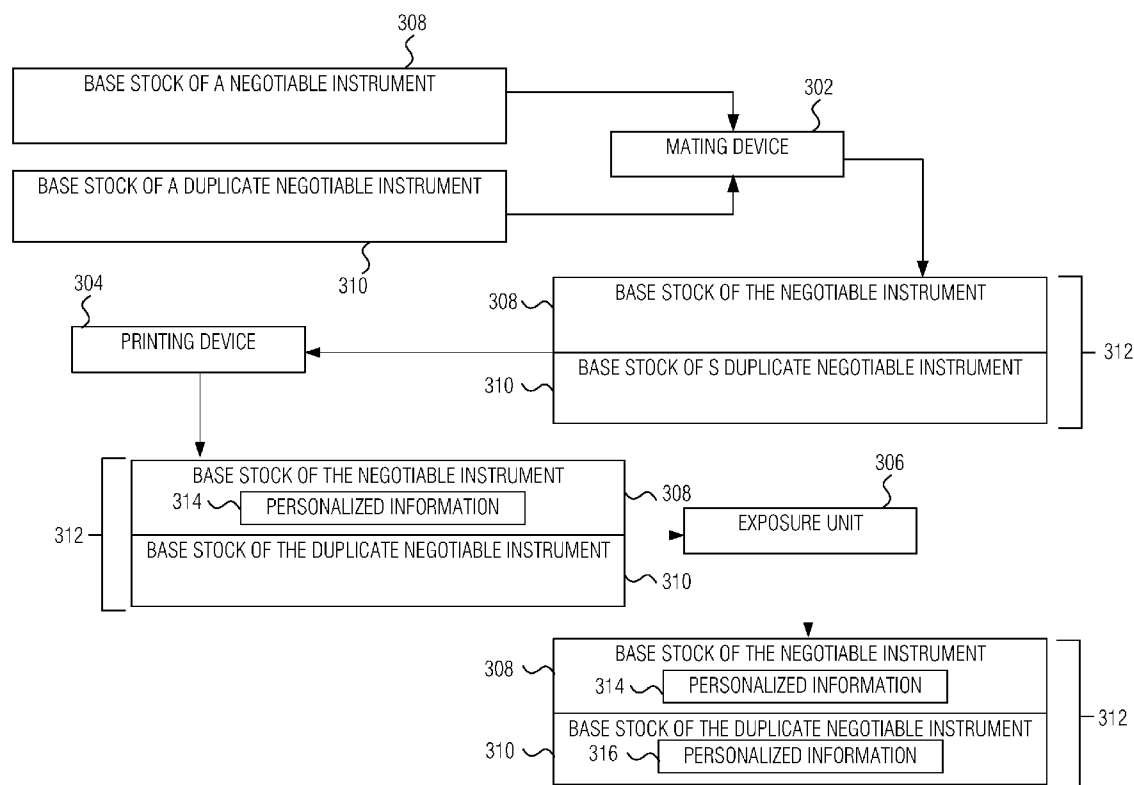 308
BASE STOCK OF A NEGOTIABLE INSTRUMENT
302
MATING DEVICE
BASE STOCK OF A DUPLICATE NEGOTIABLE INSTRUMENT
310
304
PRINTING DEVICE
308
BASE STOCK OF THE NEGOTIABLE INSTRUMENT
312
310
BASE STOCK OF S DUPLICATE NEGOTIABLE INSTRUMENT
312
BASE STOCK OF THE NEGOTIABLE INSTRUMENT
308
314
PERSONALIZED INFORMATION
BASE STOCK OF THE DUPLICATE NEGOTIABLE INSTRUMENT
310
306
EXPOSURE UNIT
308
BASE STOCK OF THE NEGOTIABLE INSTRUMENT
314
PERSONALIZED INFORMATION
312
310
BASE STOCK OF THE DUPLICATE NEGOTIABLE INSTRUMENT
316
PERSONALIZED INFORMATION